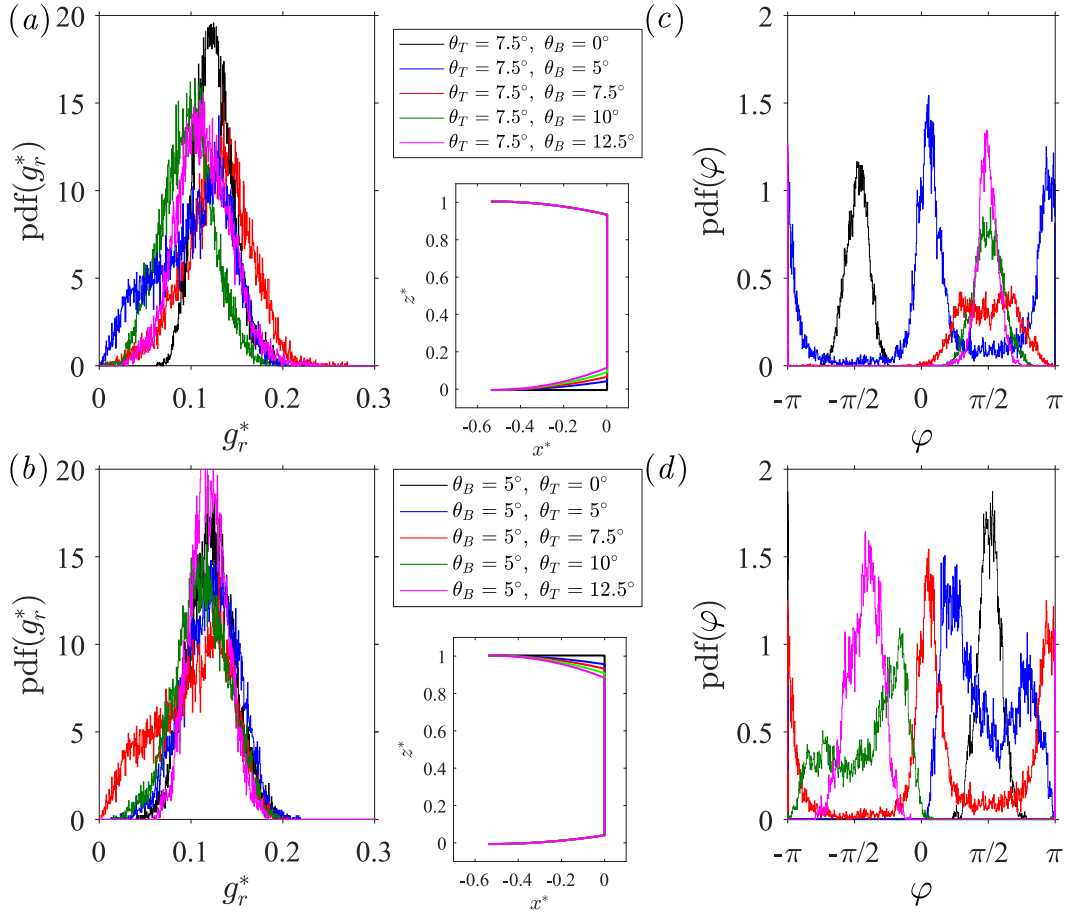 (a)
20
15
10
5
0
pdf(g_r^*)
0 0.1 0.2 0.3
g_r^*
θ_T = 7.5°, θ_B = 0°
θ_T = 7.5°, θ_B = 5°
θ_T = 7.5°, θ_B = 7.5°
θ_T = 7.5°, θ_B = 10°
θ_T = 7.5°, θ_B = 12.5°
1
0.8
0.6
0.4
0.2
0
z*
-0.6 -0.4 -0.2 0
x*
(c)
2
1.5
1
0.5
0
pdf(φ)
-π -π/2 0 π/2 π
φ
(b)
20
15
10
5
0
pdf(g_r^*)
0 0.1 0.2 0.3
g_r^*
θ_B = 5°, θ_T = 0°
θ_B = 5°, θ_T = 5°
θ_B = 5°, θ_T = 7.5°
θ_B = 5°, θ_T = 10°
θ_B = 5°, θ_T = 12.5°
1
0.8
0.6
0.4
0.2
0
z*
-0.6 -0.4 -0.2 0
x*
(d)
2
1.5
1
0.5
0
pdf(φ)
-π -π/2 0 π/2 π
φ